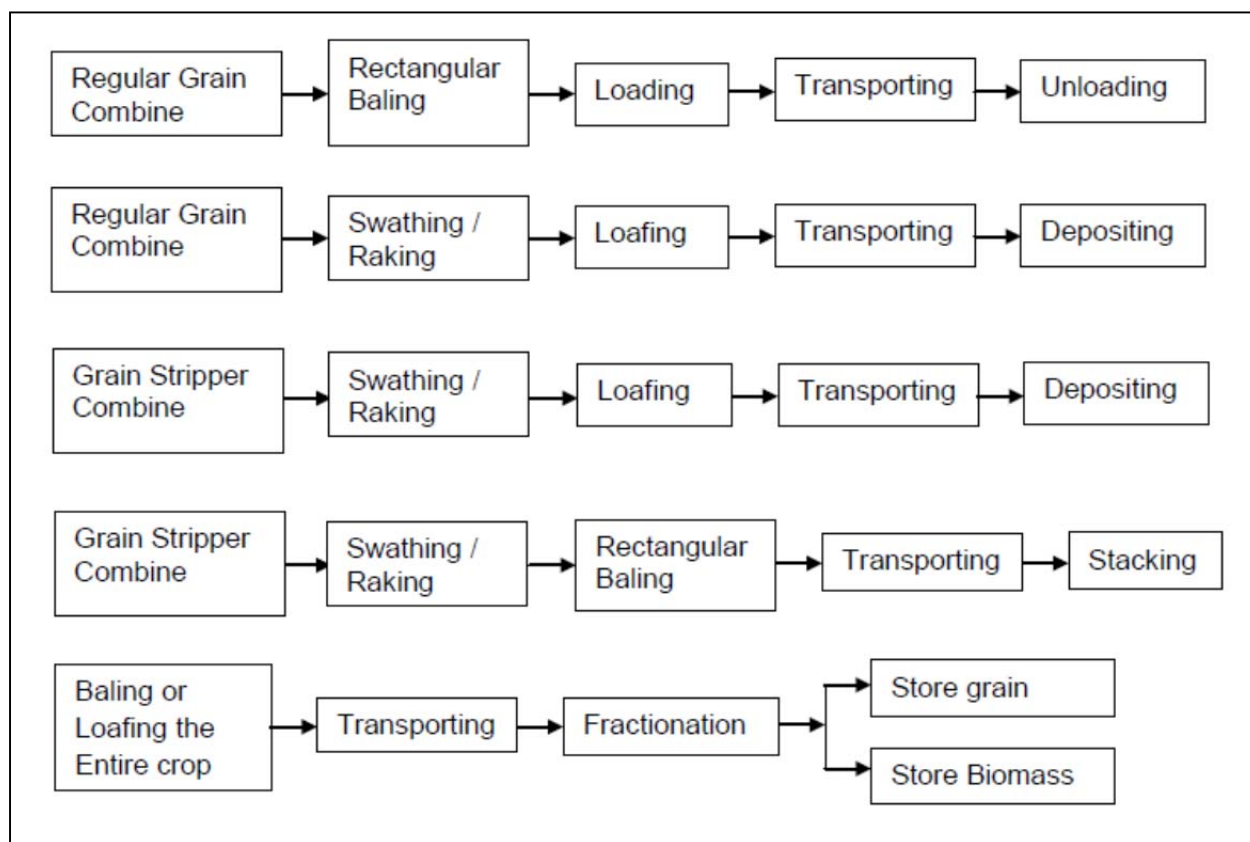 Regular Grain
Combine
Rectangular
Baling
Loading
Transporting
Unloading
Regular Grain
Combine
Swathing /
Raking
Loafing
Transporting
Depositing
Grain Stripper
Combine
Swathing /
Raking
Loafing
Transporting
Depositing
Grain Stripper
Combine
Swathing /
Raking
Rectangular
Baling
Transporting
Stacking
Baling or
Loafing the
Entire crop
Transporting
Fractionation
Store grain
Store Biomass